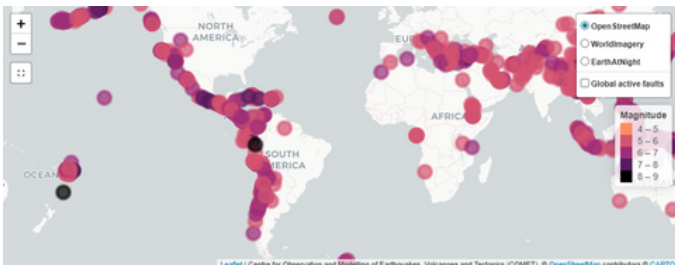 +
−
NORTH
AMERICA
OpenStreetMap
WorldImagery
EarthAtNight
Global active faults
Magnitude
4 – 5
5 – 6
6 – 7
7 – 8
8 – 9
AFRICA
SOUTH
AMERICA
OCEAN
Leaflet | Centre for Observation and Modelling of Earthquakes, Volcanoes and Tectonics (COMET), © OpenStreetMap contributors © CARTO